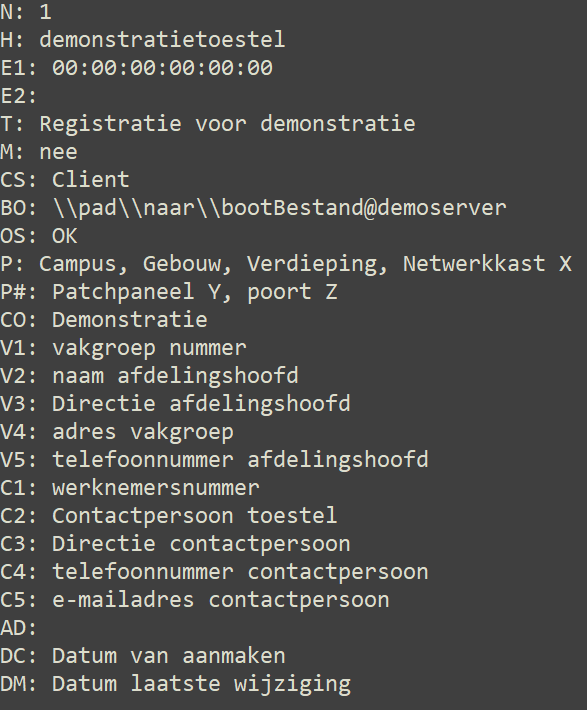 N: 1
H: demonstratietoestel
E1: 00:00:00:00:00:00
E2:
T: Registratie voor demonstratie
M: nee
CS: Client
BO: \\pad\\naar\\bootBestand@demoserver
OS: OK
P: Campus, Gebouw, Verdieping, Netwerkkast X
P#: Patchpaneel Y, poort Z
CO: Demonstratie
V1: vakgroep nummer
V2: naam afdelingshoofd
V3: Directie afdelingshoofd
V4: adres vakgroep
V5: telefoonnummer afdelingshoofd
C1: werknemersnummer
C2: Contactpersoon toestel
C3: Directie contactpersoon
C4: telefoonnummer contactpersoon
C5: e-mailadres contactpersoon
AD:
DC: Datum van aanmaken
DM: Datum laatste wijziging